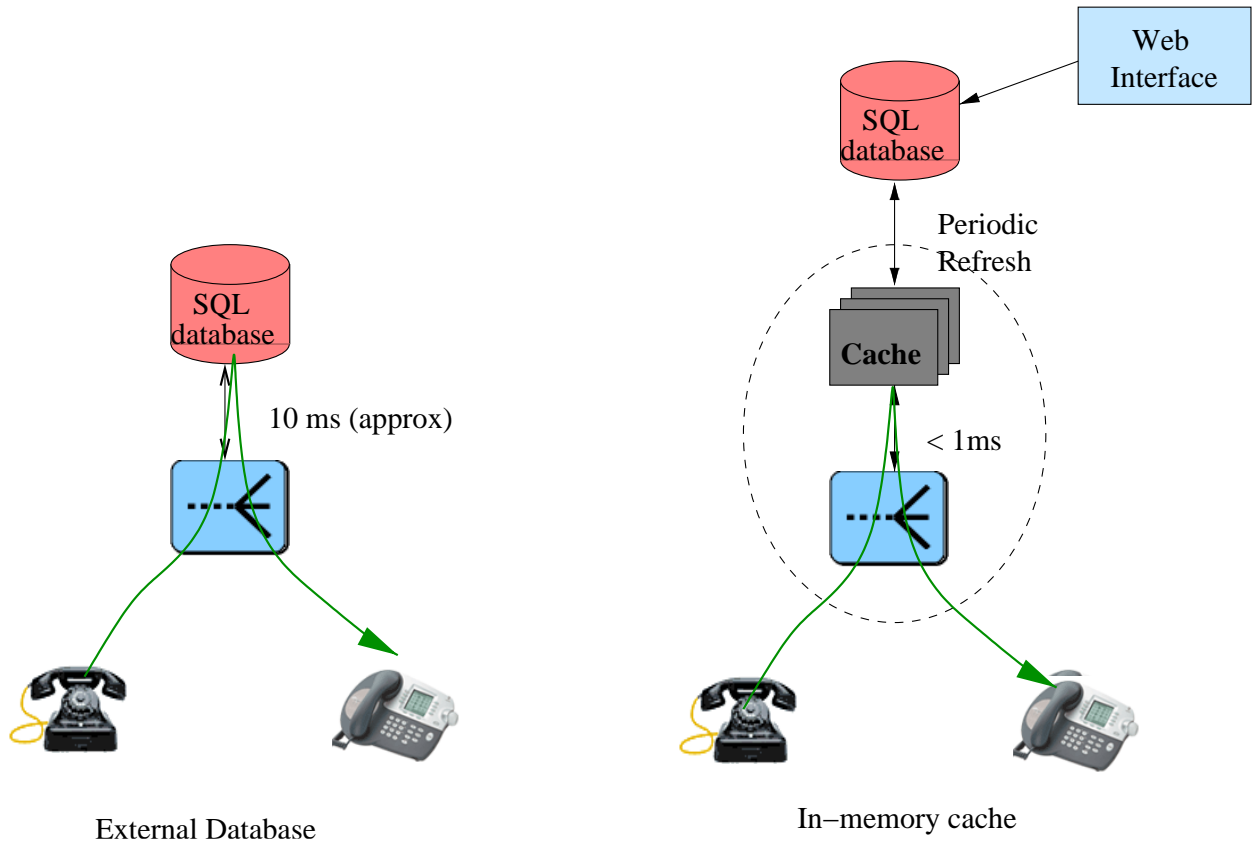 SQL
database
10 ms (approx)
External Database
Web
Interface
SQL
database
Periodic
Refresh
Cache
< 1ms
In−memory cache